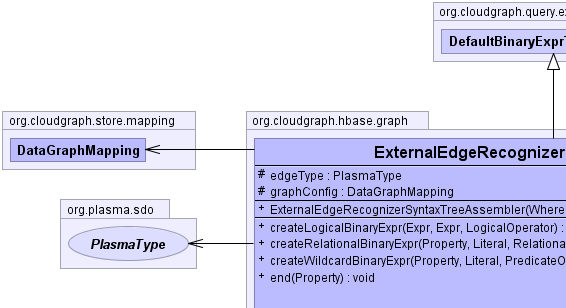 org.cloudgraph.query.ex
DefaultBinaryExpr
org.cloudgraph.store.mapping
DataGraphMapping
org.cloudgraph.hbase.graph
ExternalEdgeRecognizer
# edgeType : PlasmaType
# graphConfig : DataGraphMapping
+ ExternalEdgeRecognizerSyntaxTreeAssembler(Where
+ createLogicalBinaryExpr(Expr, Expr, LogicalOperator) :
+ createRelationalBinaryExpr(Property, Literal, Relationa
+ createWildcardBinaryExpr(Property, Literal, PredicateO
+ end(Property) : void
org.plasma.sdo
PlasmaType